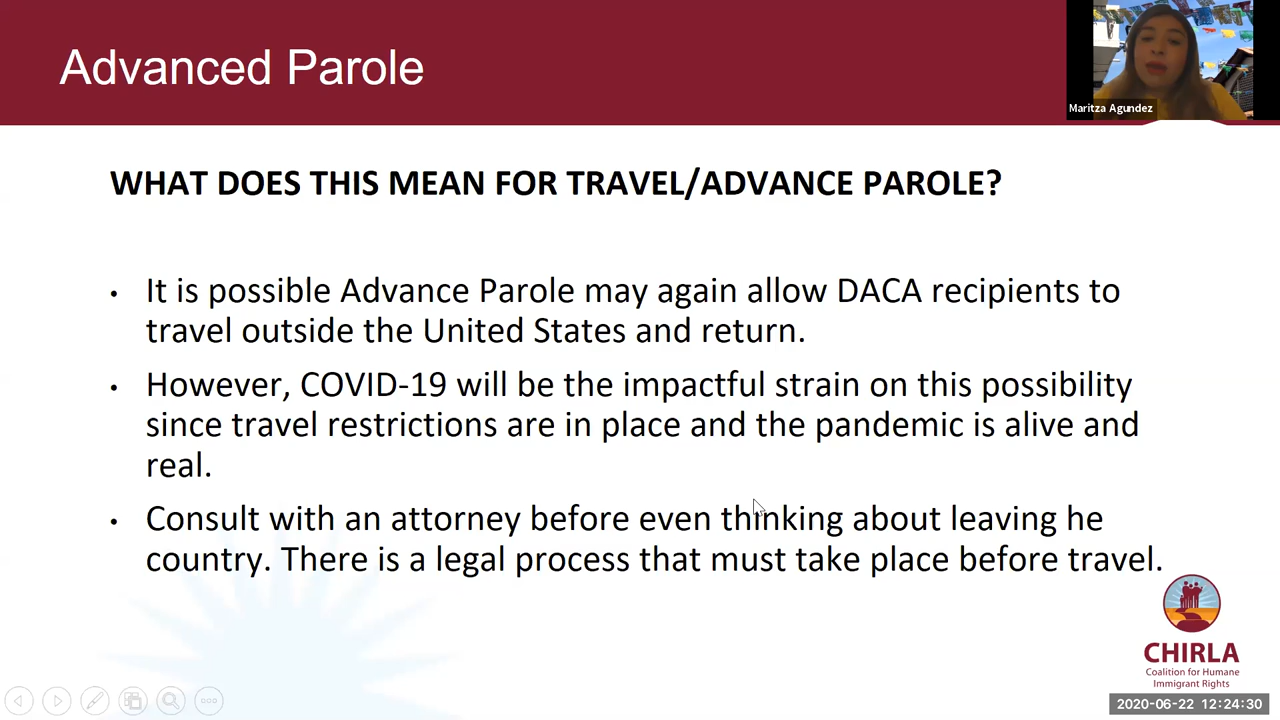 Advanced Parole
Maritza Agundez
WHAT DOES THIS MEAN FOR TRAVEL/ADVANCE PAROLE?
• It is possible Advance Parole may again allow DACA recipients to
travel outside the United States and return.
• However, COVID-19 will be the impactful strain on this possibility
since travel restrictions are in place and the pandemic is alive and
real.
• Consult with an attorney before even thinking about leaving he
country. There is a legal process that must take place before travel.
CHIRLA
Coalition for Humane
Immigrant Rights
2020-06-22 12:24:30